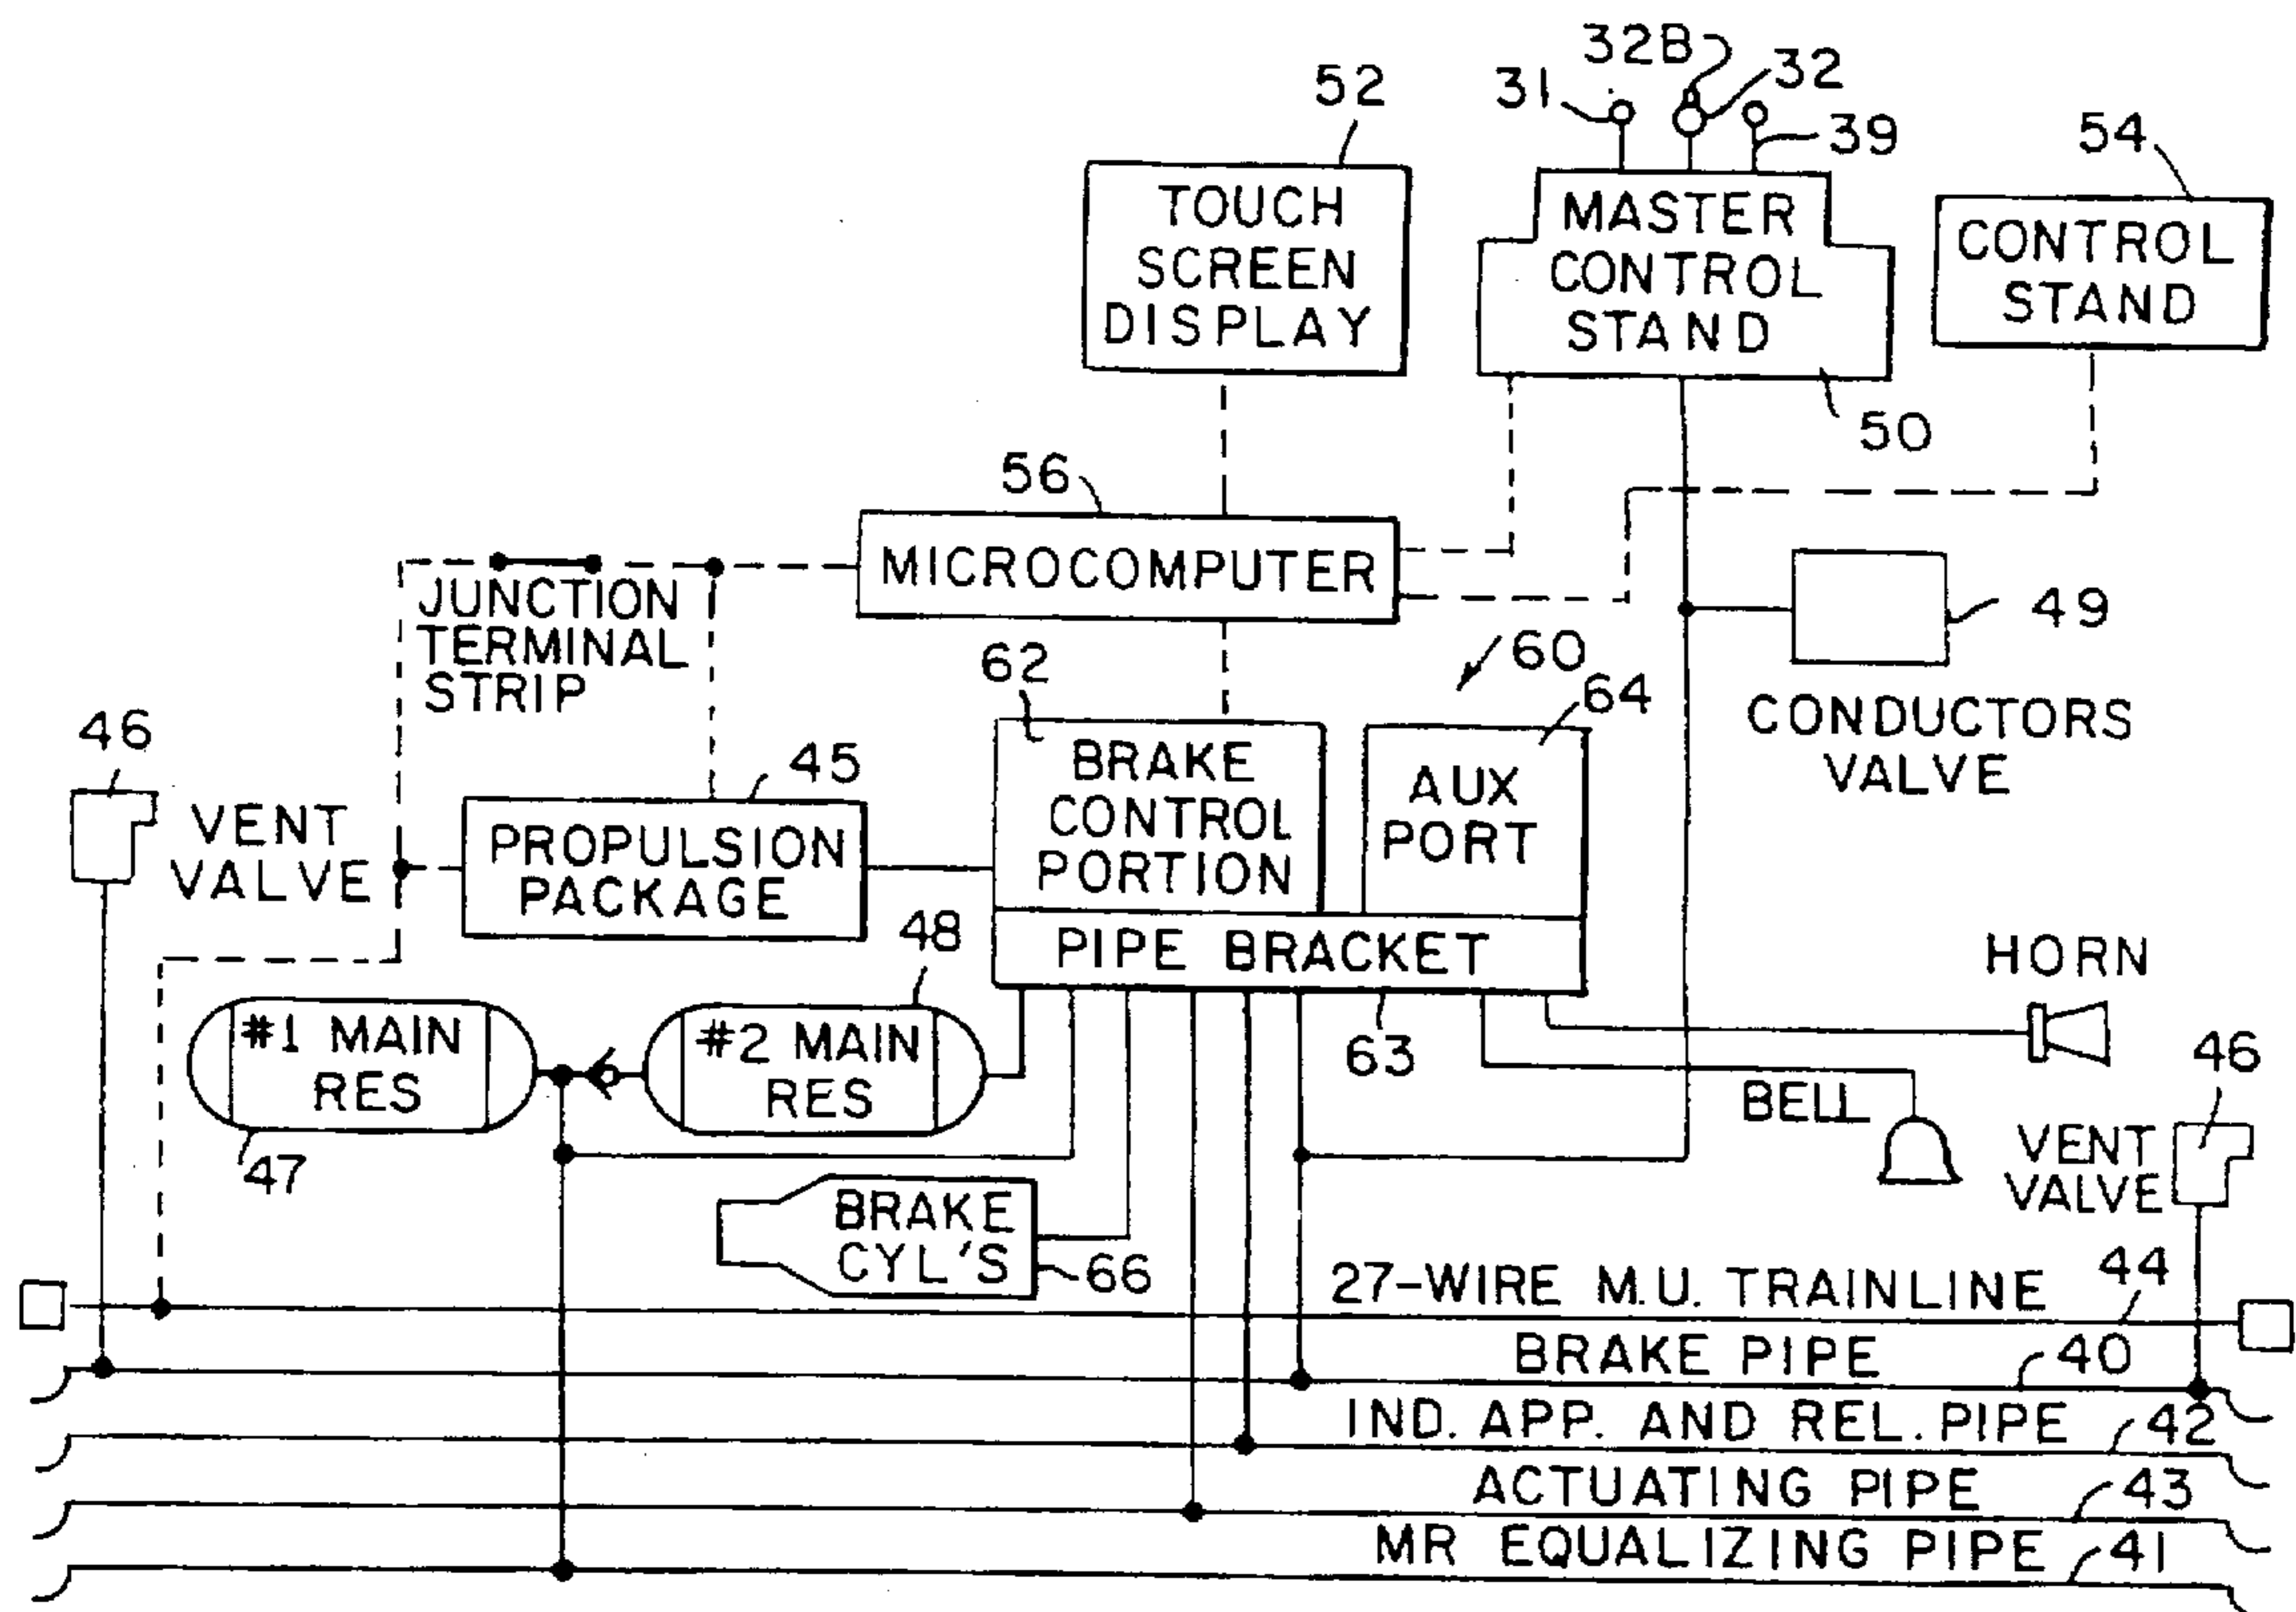 32B
52
31
32
39
54
TOUCH
SCREEN
DISPLAY
MASTER
CONTROL
STAND
CONTROL
STAND
50
56
MICROCOMPUTER
JUNCTION
TERMINAL
STRIP
49
CONDUCTORS
VALVE
60
62
64
46
VENT
VALVE
45
PROPULSION
PACKAGE
BRAKE
CONTROL
PORTION
AUX
PORT
48
PIPE BRACKET
HORN
#1 MAIN
RES
#2 MAIN
RES
63
46
47
BELL
VENT
VALVE
BRAKE
CYL'S
66
27-WIRE M.U. TRAINLINE
44
BRAKE PIPE
40
IND. APP. AND REL. PIPE
42
ACTUATING PIPE
43
MR EQUALIZING PIPE
41